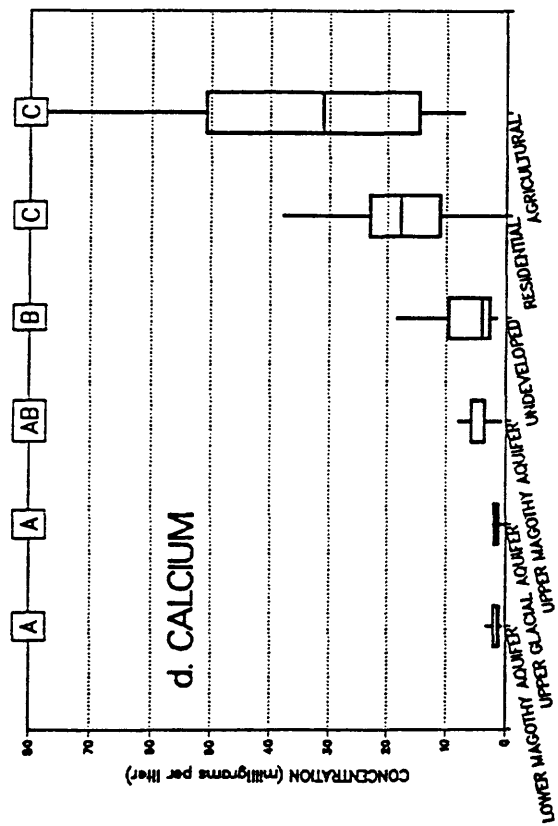 A A AB B C C
80
70
60
50
40
30
20
10
0
CONCENTRATION (milligrams per liter)
d. CALCIUM
LOWER MAGOTHY AQUIFER'
UPPER GLACIAL AQUIFER'
UPPER MAGOTHY AQUIFER'
UNDEVELOPED'
RESIDENTIAL'
AGRICULTURAL'